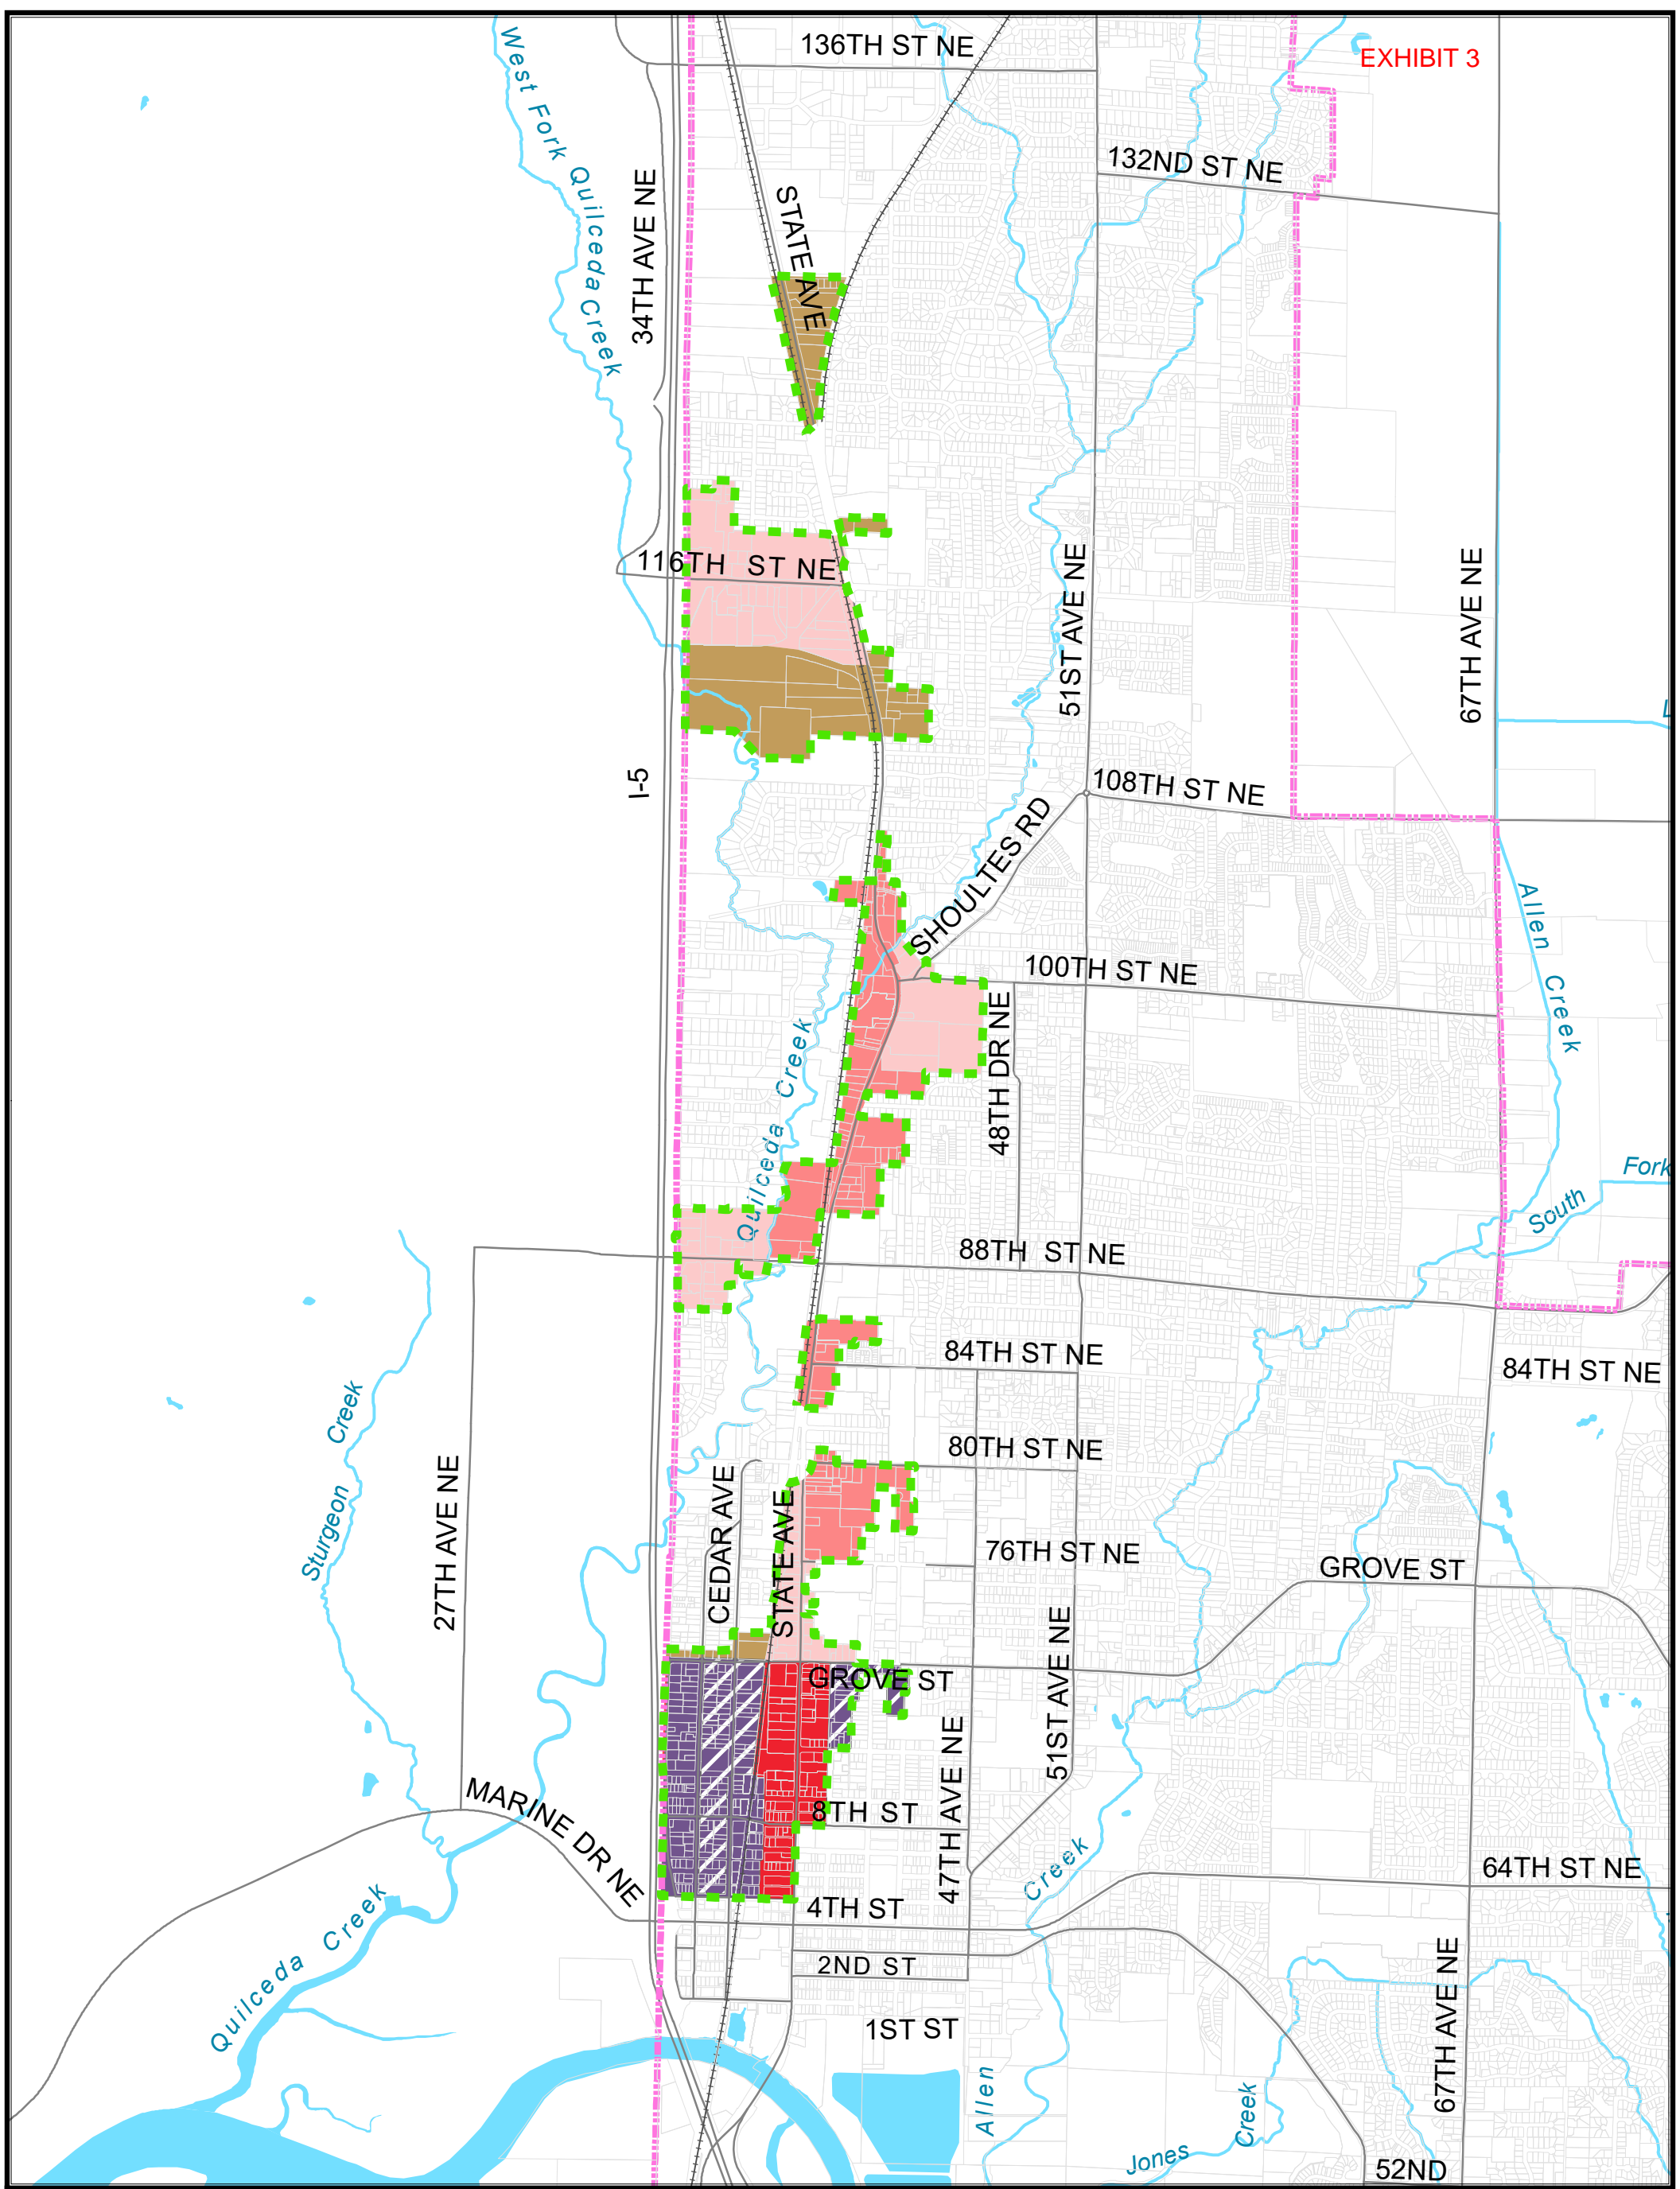 EXHIBIT 3
136TH ST NE
West Fork Quilceda Creek
132ND ST NE
34TH AVE NE
STATE AVE
116TH ST NE
51ST AVE NE
67TH AVE NE
I-5
108TH ST NE
SHOULTES RD
Allen Creek
100TH ST NE
48TH DR NE
Quilceda Creek
South Fork
88TH ST NE
84TH ST NE
84TH ST NE
Sturgeon Creek
27TH AVE NE
80TH ST NE
CEDAR AVE
STATE AVE
76TH ST NE
GROVE ST
51ST AVE NE
GROVE ST
47TH AVE NE
MARINE DR NE
8TH ST
64TH ST NE
Quilceda Creek
4TH ST
2ND ST
1ST ST
Allen Creek
67TH AVE NE
Jones Creek
52ND